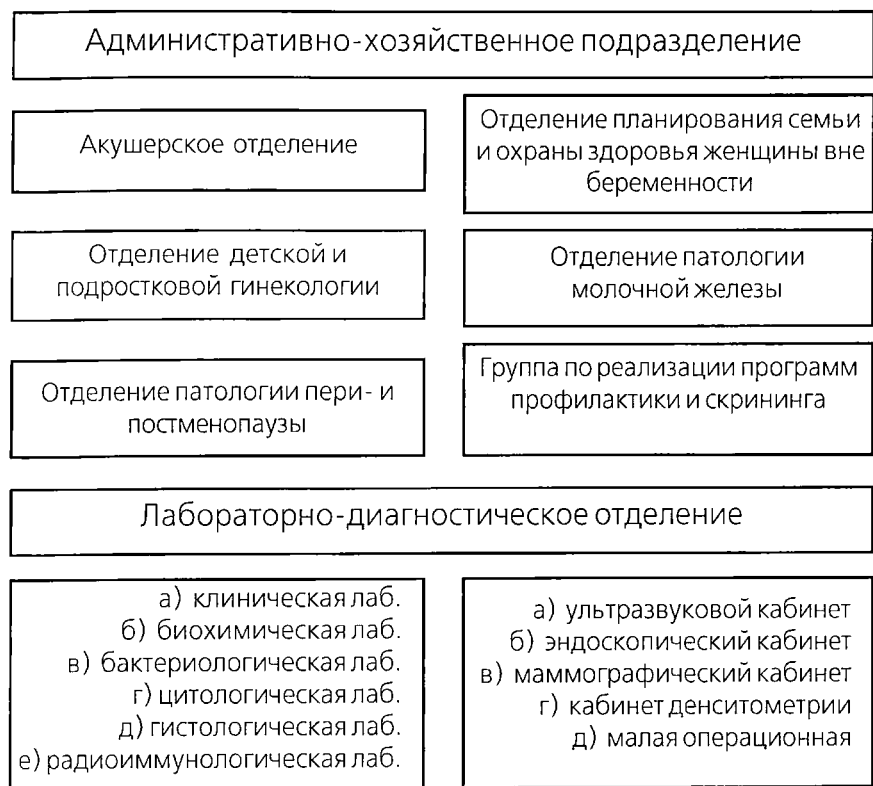 Административно-хозяйственное подразделение
Акушерское отделение
Отделение планирования семьи
и охраны здоровья женщины вне
беременности
Отделение детской и
подростковой гинекологии
Отделение патологии
молочной железы
Отделение патологии пери- и
постменопаузы
Группа по реализации программ
профилактики и скрининга
Лабораторно-диагностическое отделение
а) клиническая лаб.
б) биохимическая лаб.
в) бактериологическая лаб.
г) цитологическая лаб.
д) гистологическая лаб.
е) радиоиммунологическая лаб.
а) ультразвуковой кабинет
б) эндоскопический кабинет
в) маммографический кабинет
г) кабинет денситометрии
д) малая операционная